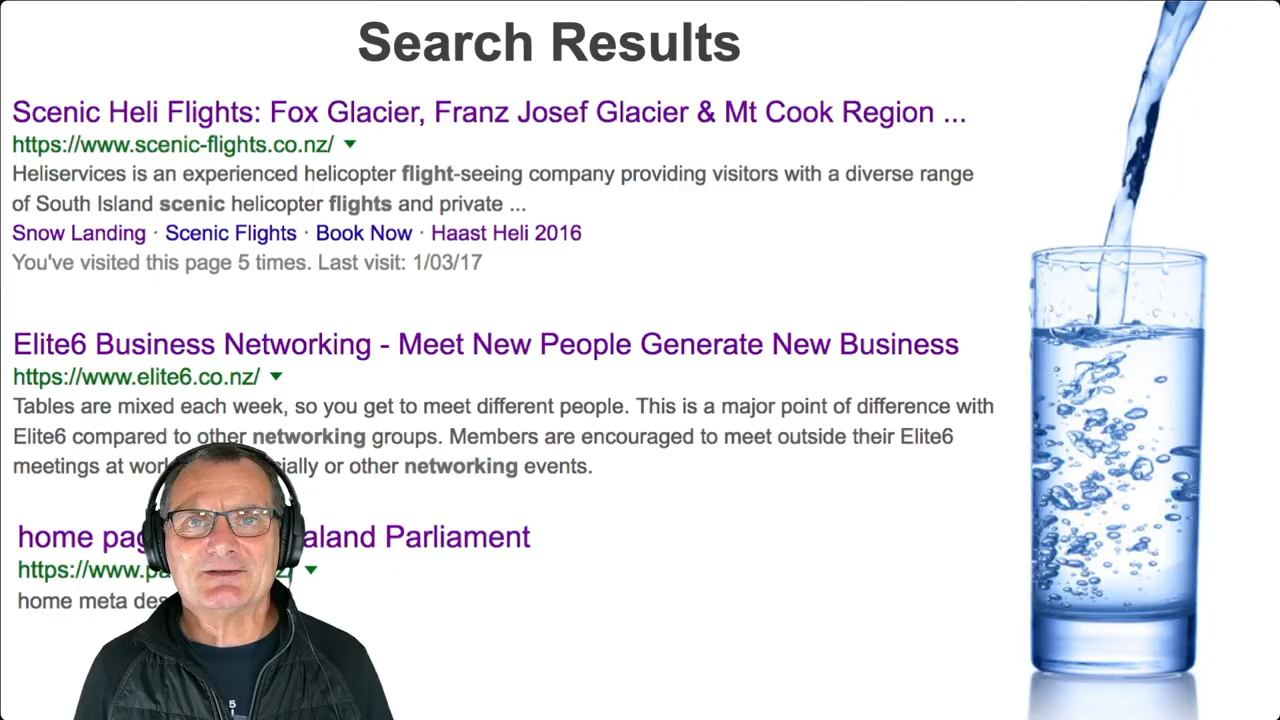 Search Results
Scenic Heli Flights: Fox Glacier, Franz Josef Glacier & Mt Cook Region ...
https://www.scenic-flights.co.nz/
Heliservices is an experienced helicopter flight-seeing company providing visitors with a diverse range
of South Island scenic helicopter flights and private ...
Snow Landing · Scenic Flights · Book Now · Haast Heli 2016
You've visited this page 5 times. Last visit: 1/03/17
Elite6 Business Networking - Meet New People Generate New Business
https://www.elite6.co.nz/
Tables are mixed each week, so you get to meet different people. This is a major point of difference with
Elite6 compared to other networking groups. Members are encouraged to meet outside their Elite6
meetings at or other networking events.
home Parliament
home meta